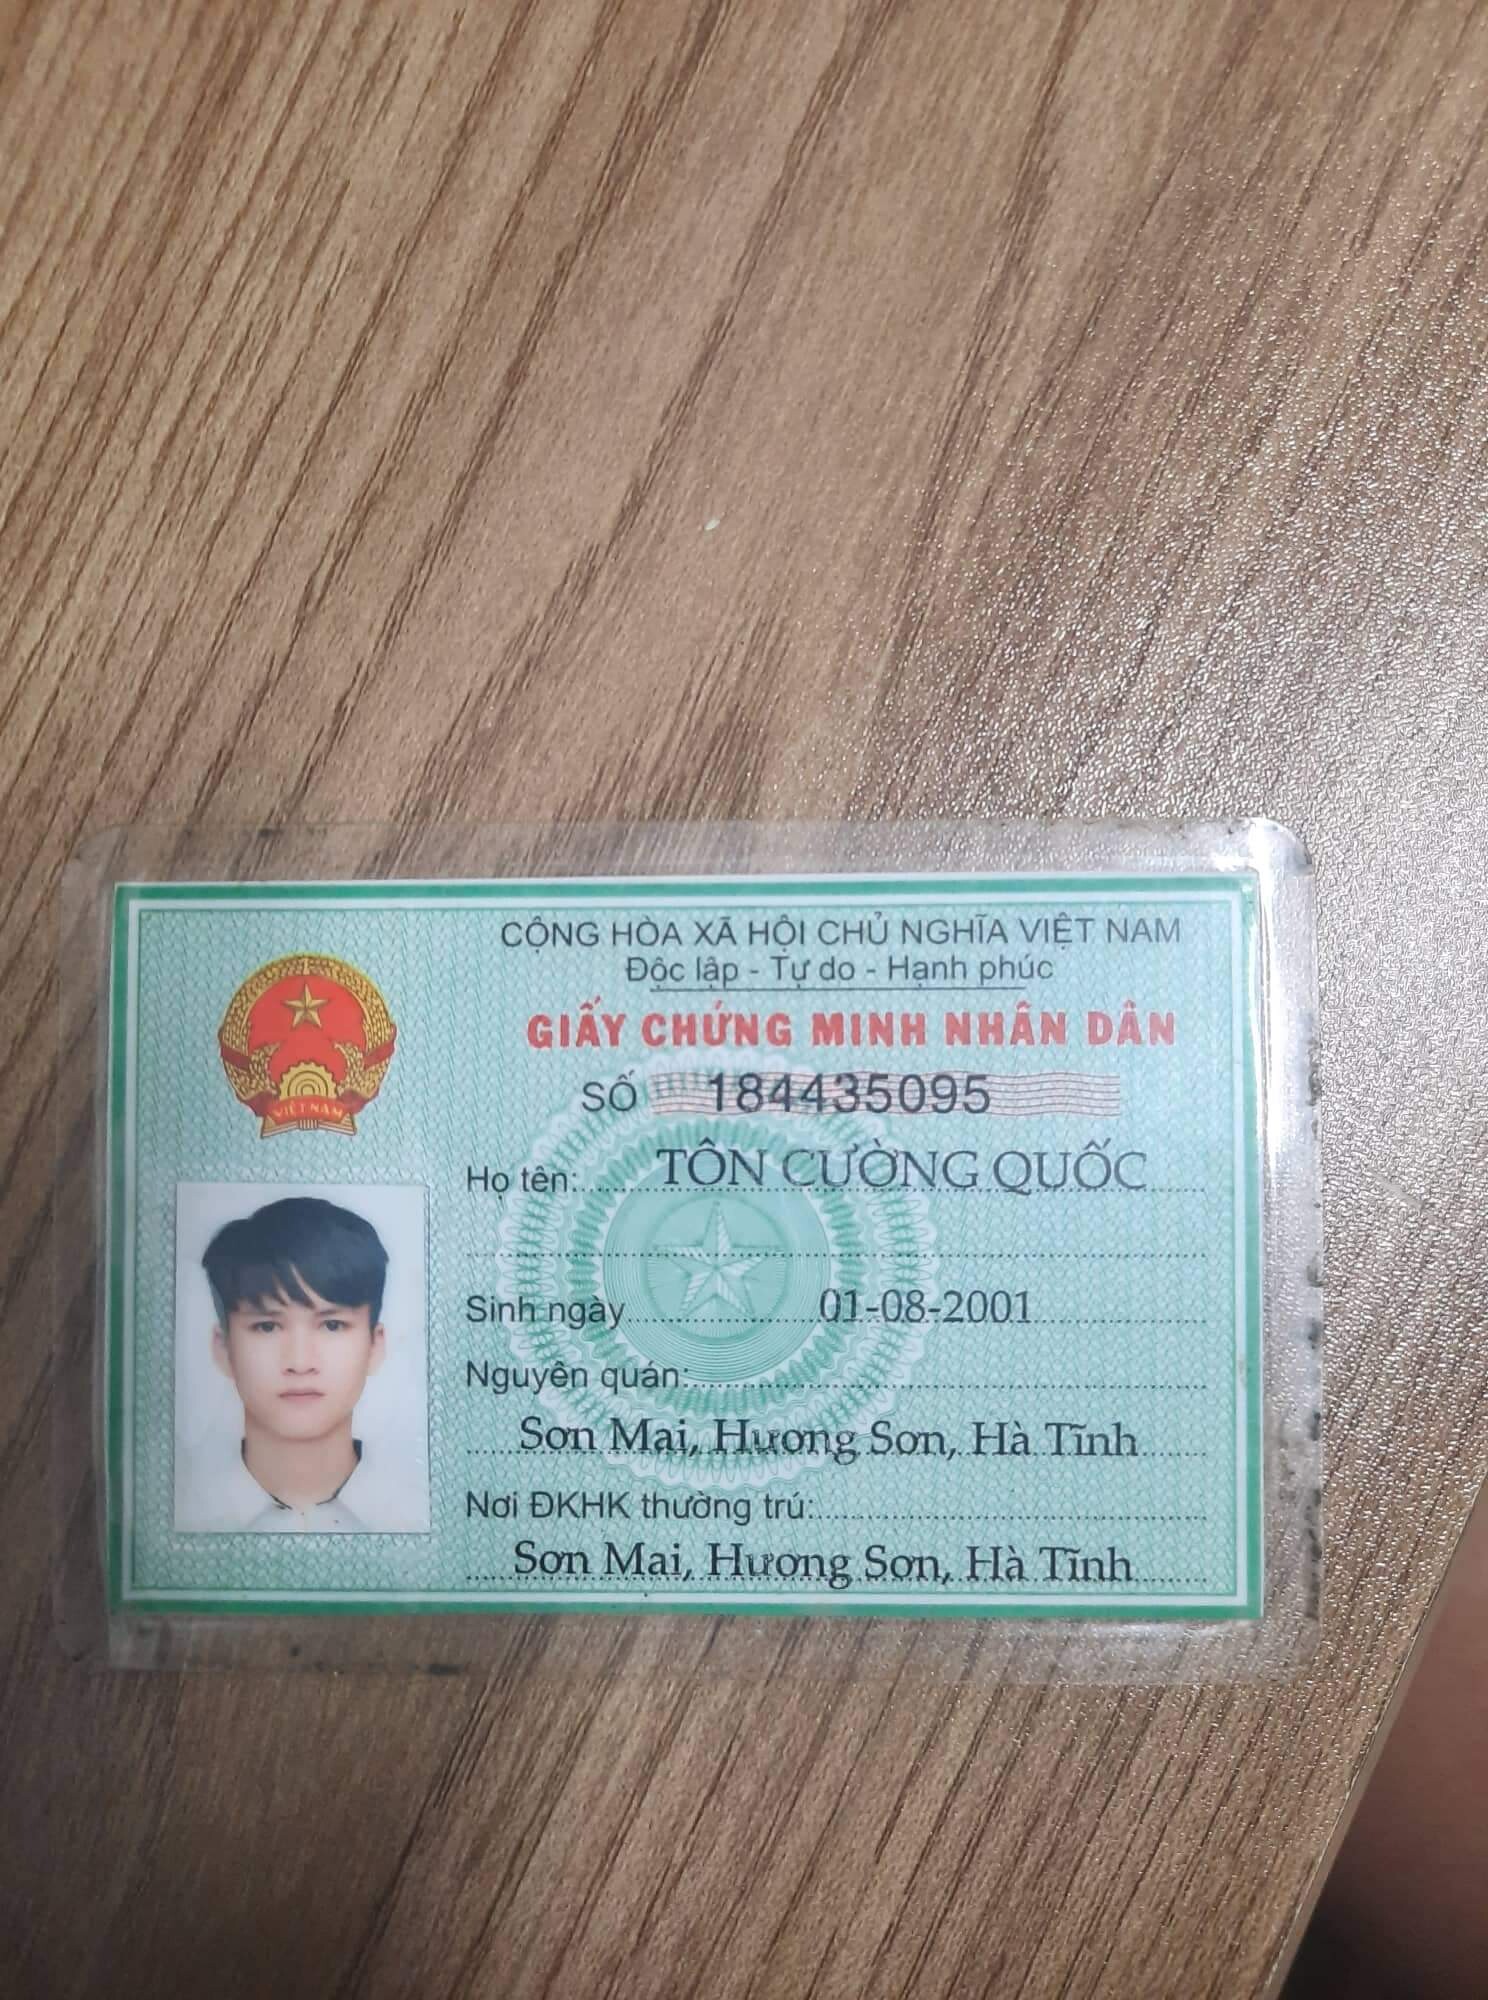 CỘNG HÒA XÃ HỘI CHỦ NGHĨA VIỆT NAM
Độc lập - Tự do - Hạnh phúc
GIẤY CHỨNG MINH NHÂN DÂN
SỐ 184435095
VIỆT NAM
Họ tên: TÔN CƯỜNG QUỐC
Sinh ngày 01-08-2001
Nguyên quán:
Sơn Mai, Hương Sơn, Hà Tĩnh
Nơi ĐKHK thường trú:
Sơn Mai, Hương Sơn, Hà Tĩnh